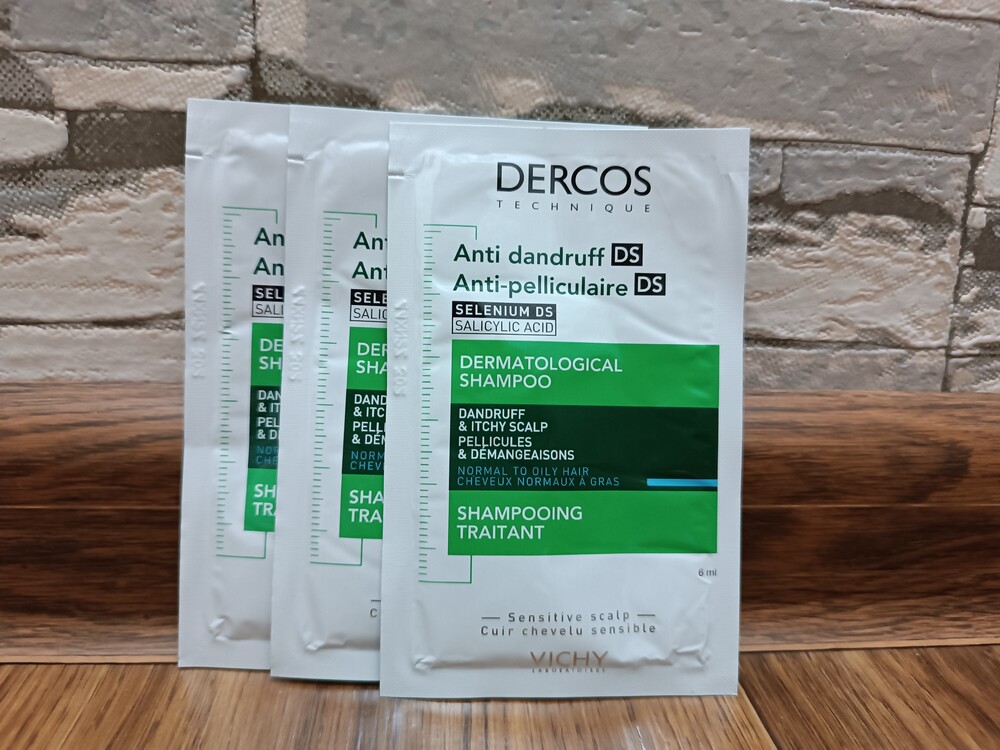 DERCOS
TECHNIQUE
Anti dandruff DS
Anti-pelliculaire DS
SELENIUM DS
SALICYLIC ACID
DERMATOLOGICAL
SHAMPOO
DANDRUFF
& ITCHY SCALP
PELLICULES
& DÉMANGEAISONS
NORMAL TO OILY HAIR
CHEVEUX NORMAUX À GRAS
SHAMPOOING
TRAITANT
6 ml
Sensitive scalp
Cuir chevelu sensible
VICHY
LABORATOIRES